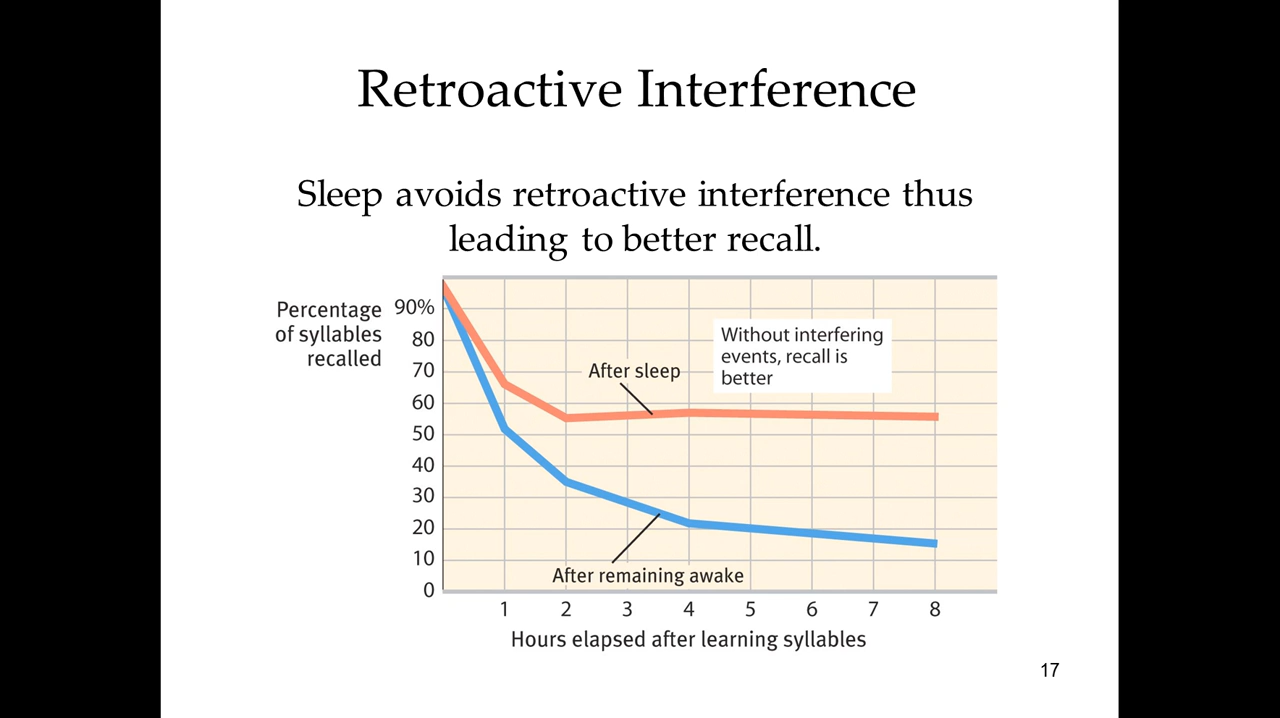 Retroactive Interference
Sleep avoids retroactive interference thus
leading to better recall.
Percentage
of syllables
recalled
90%
80
70
60
50
40
30
20
10
0
Without interfering
events, recall is
better
After sleep
After remaining awake
1 2 3 4 5 6 7 8
Hours elapsed after learning syllables
17